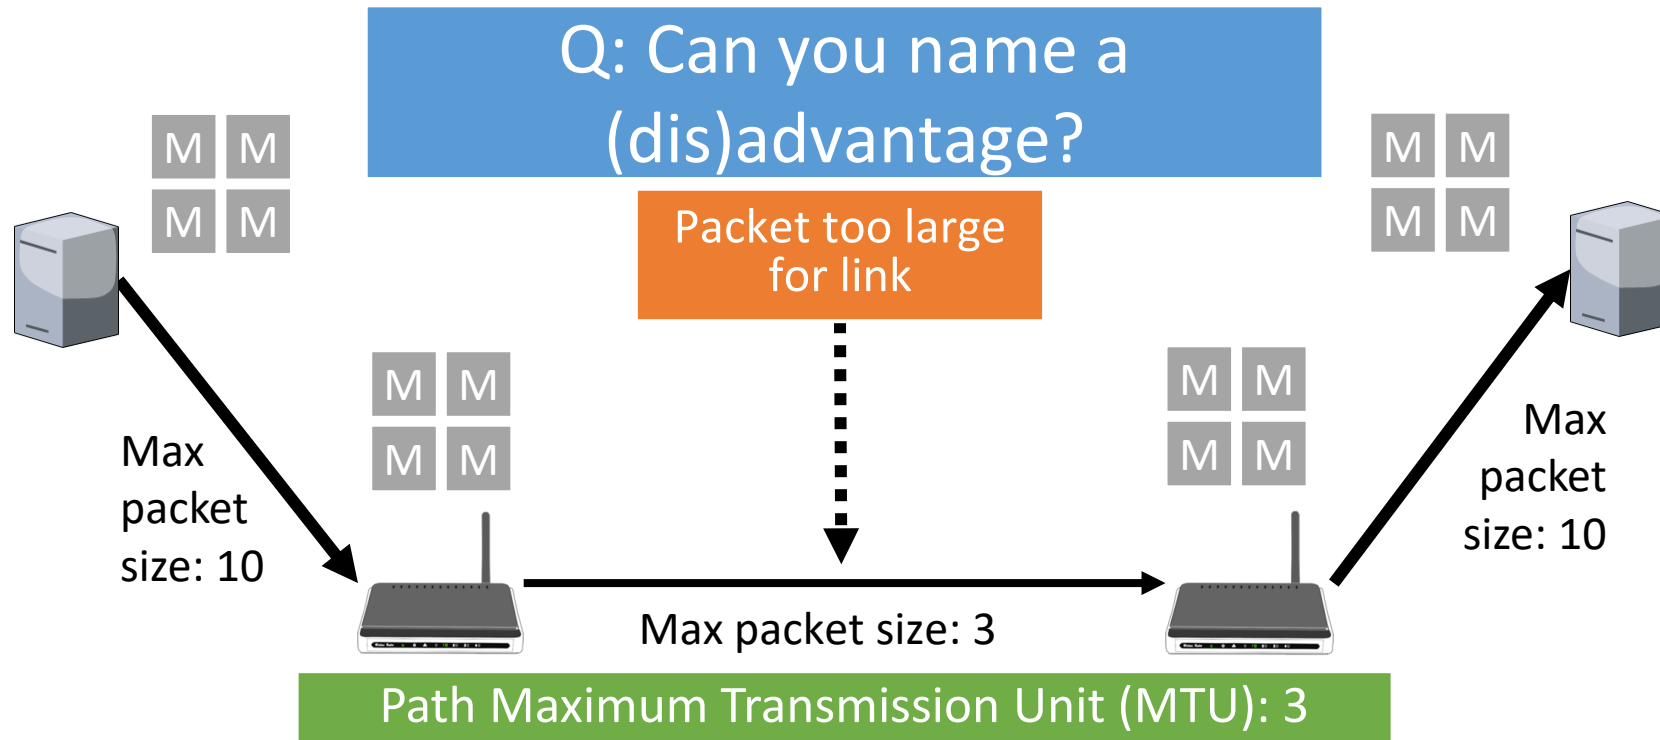 Q: Can you name a
(dis)advantage?
M M
M M
M M
M M
Packet too large
for link
M M
M M
M M
M M
Max
packet
size: 10
Max
packet
size: 10
Max packet size: 3
Path Maximum Transmission Unit (MTU): 3